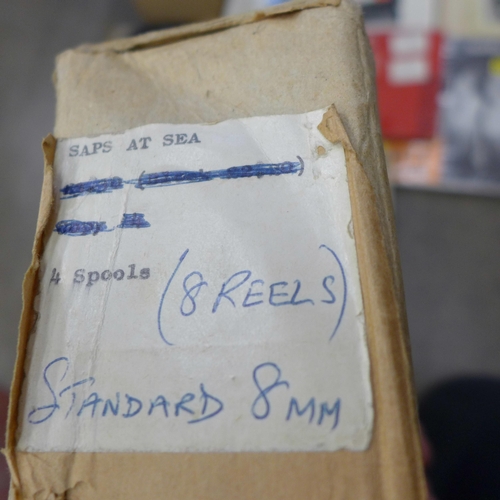 SAPS AT SEA
4 Spools (8 REELS)
STANDARD 8MM